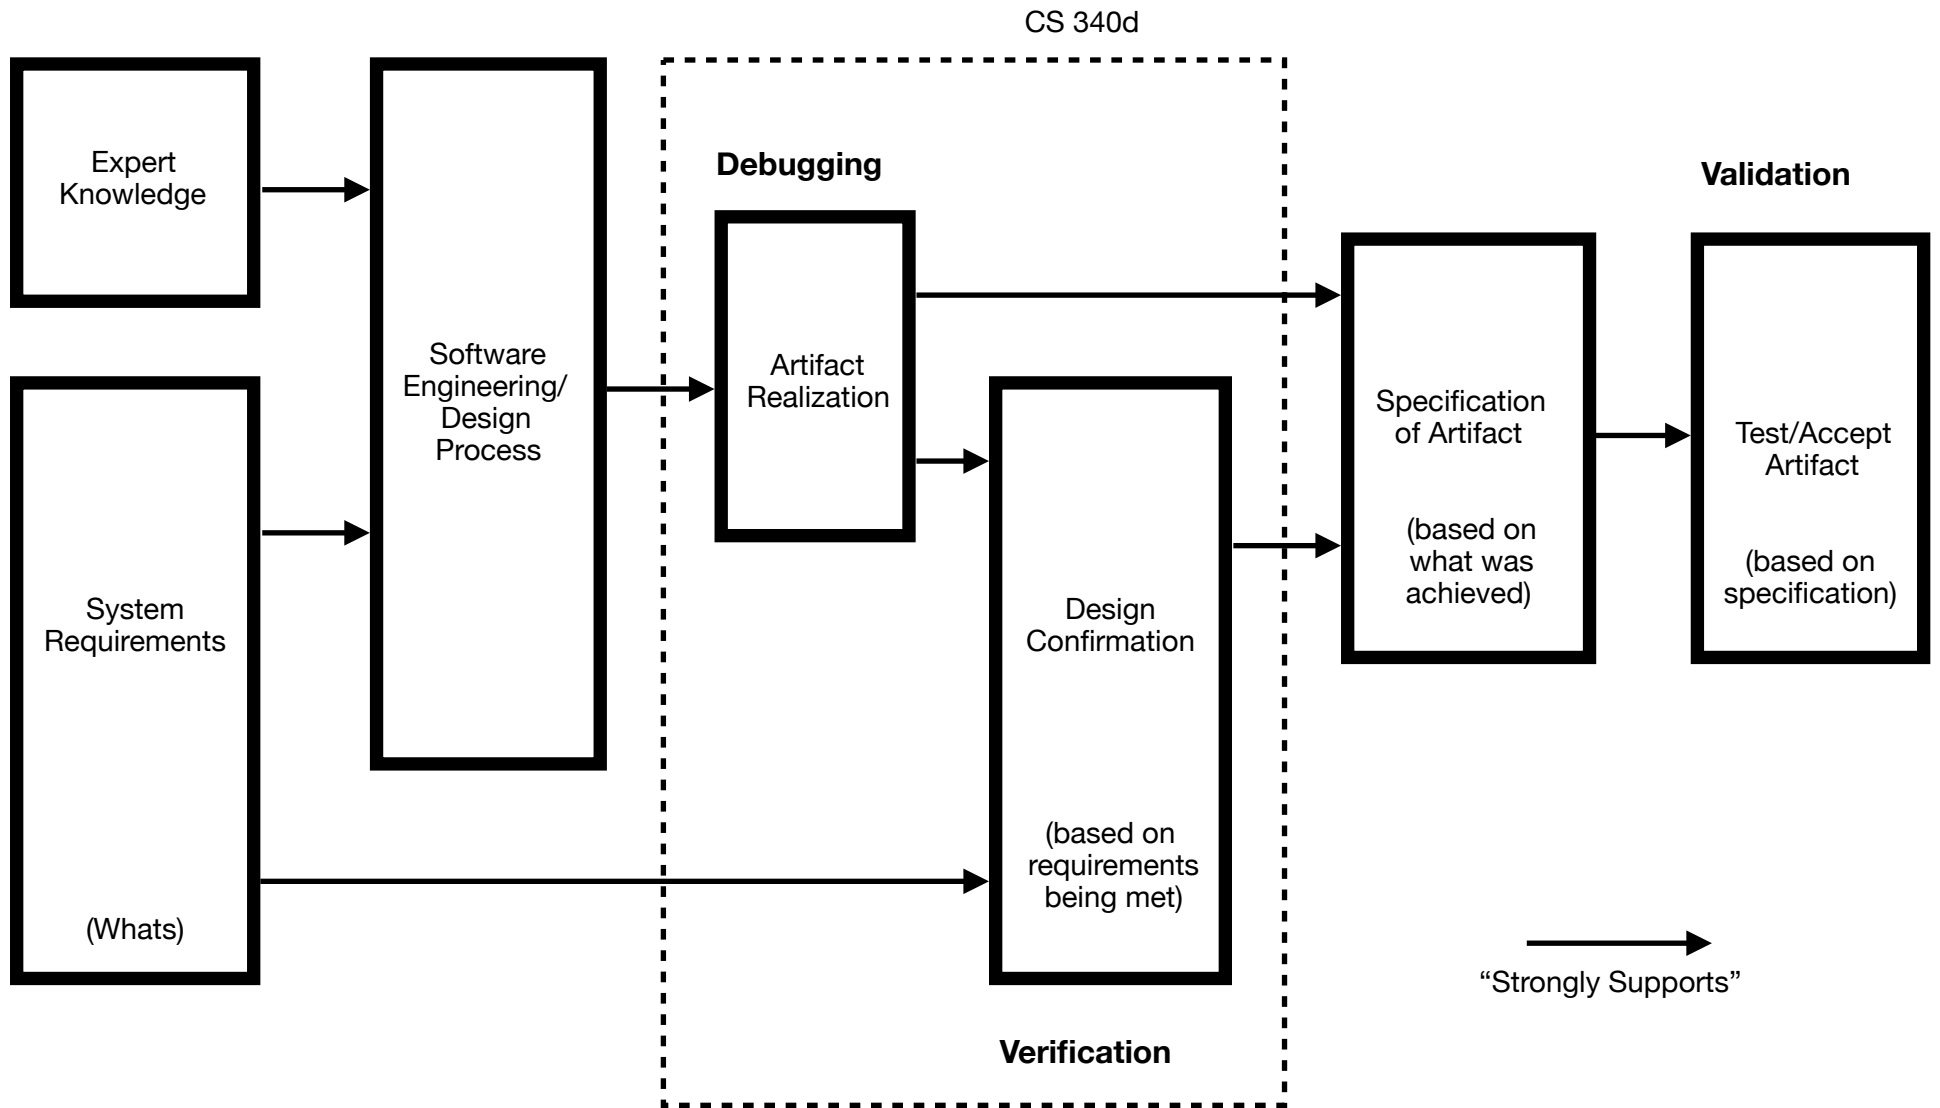 CS 340d
Expert
Knowledge
System
Requirements
(Whats)
Software
Engineering/
Design
Process
Debugging
Artifact
Realization
Design
Confirmation
(based on
requirements
being met)
Verification
Specification
of Artifact
(based on
what was
achieved)
Validation
Test/Accept
Artifact
(based on
specification)
“Strongly Supports”